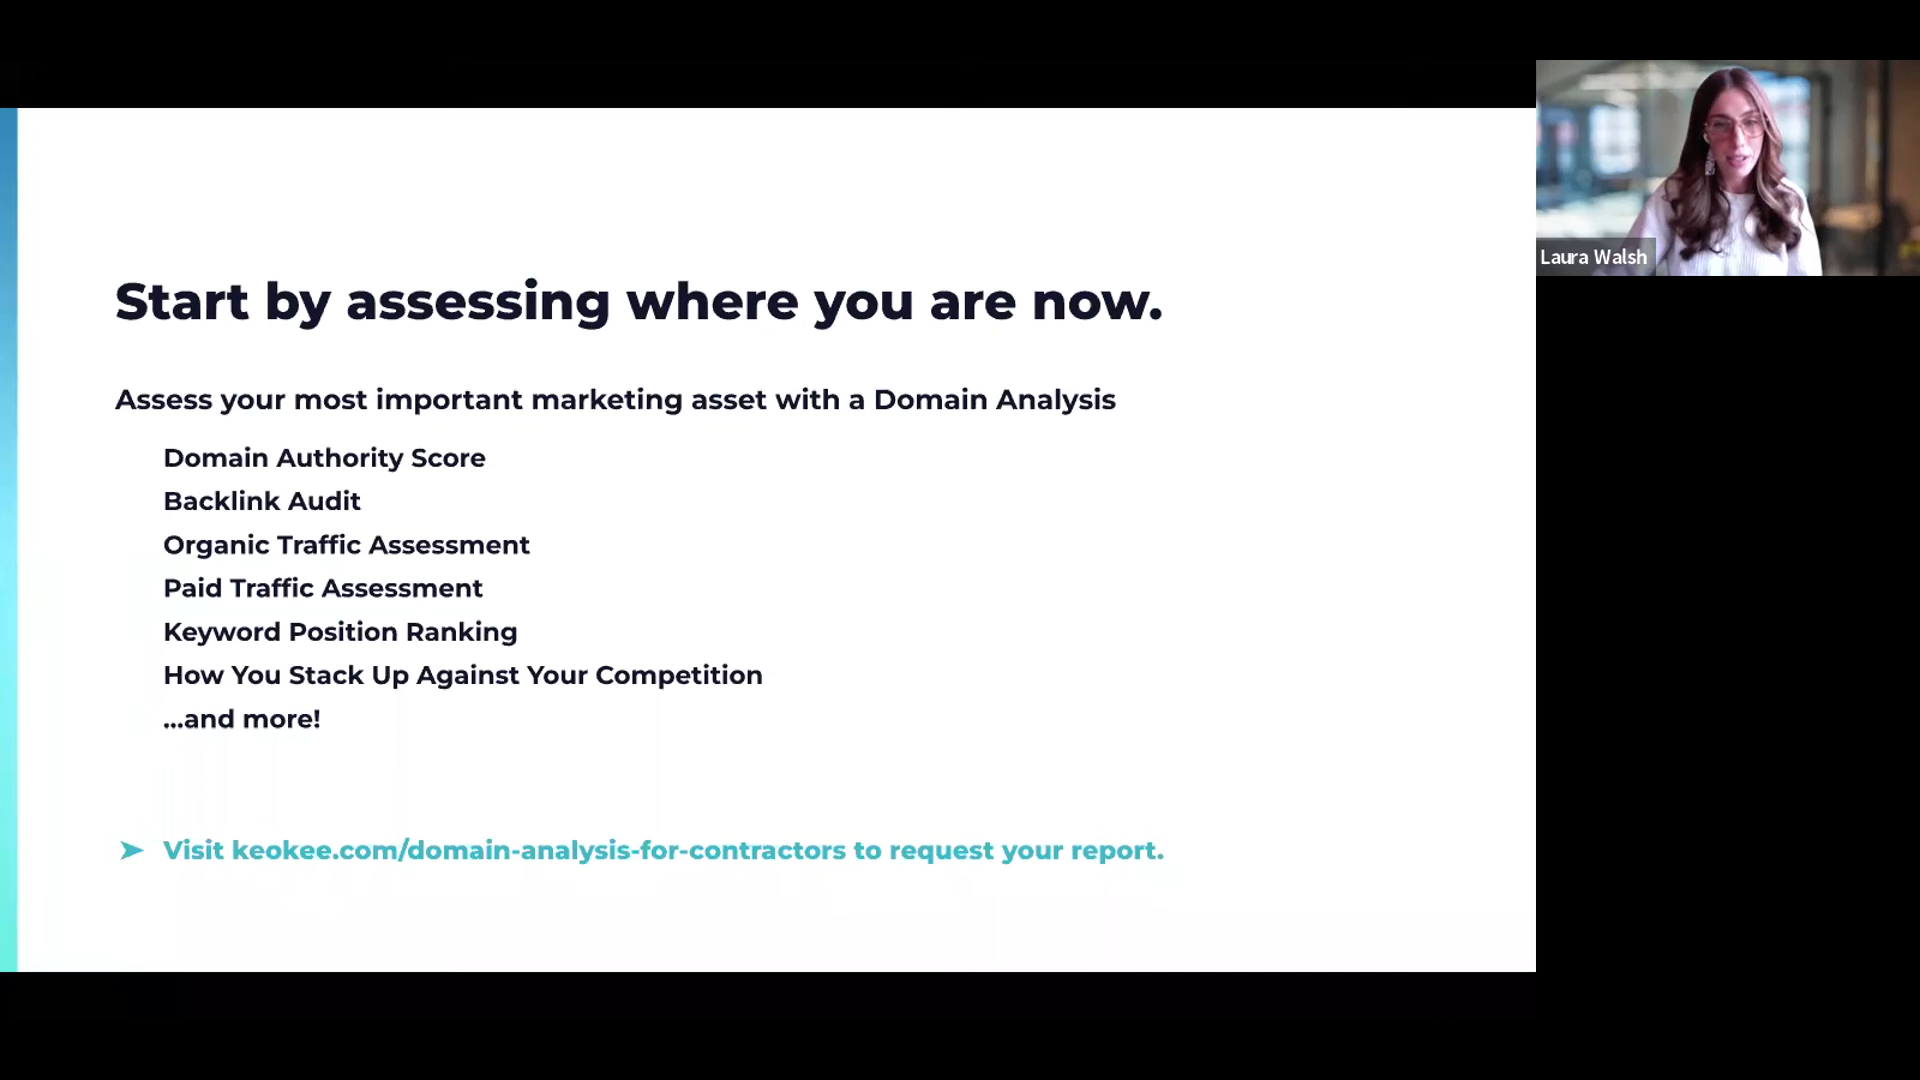 Start by assessing where you are now.
Assess your most important marketing asset with a Domain Analysis
Domain Authority Score
Backlink Audit
Organic Traffic Assessment
Paid Traffic Assessment
Keyword Position Ranking
How You Stack Up Against Your Competition
...and more!
➤ Visit keokee.com/domain-analysis-for-contractors to request your report.
Laura Walsh